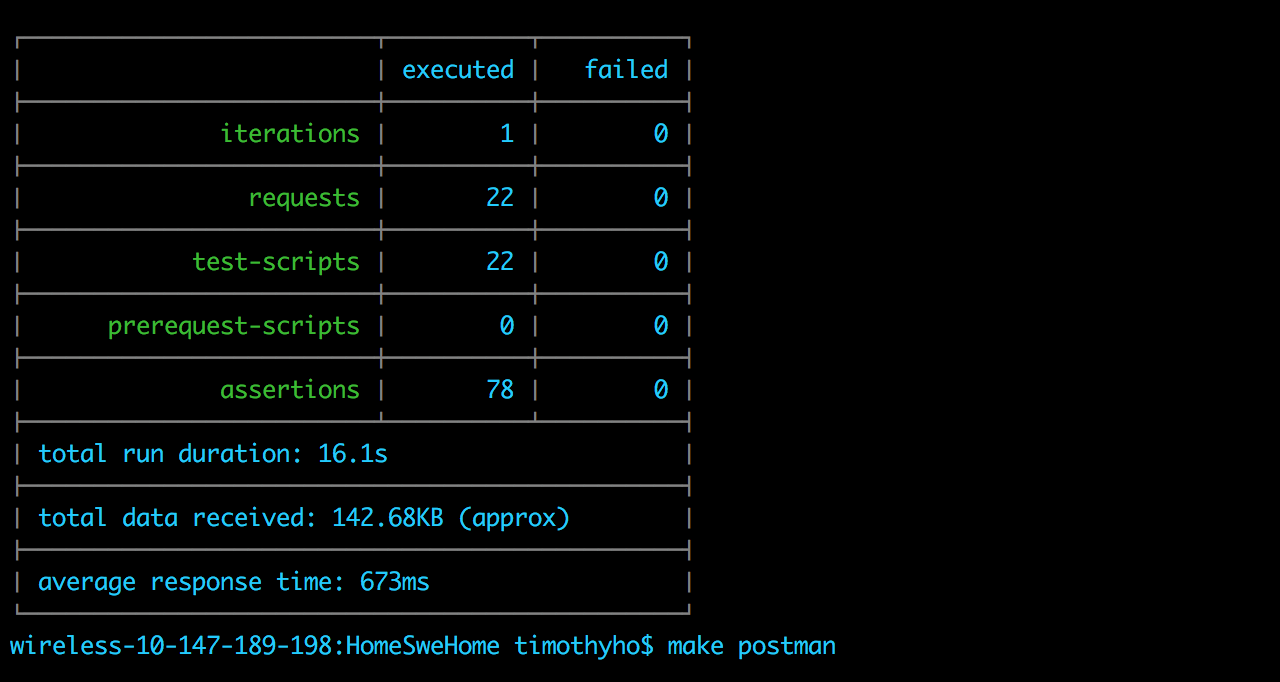 executed failed
iterations 1 0
requests 22 0
test-scripts 22 0
prerequest-scripts 0 0
assertions 78 0
total run duration: 16.1s
total data received: 142.68KB (approx)
average response time: 673ms
wireless-10-147-189-198:HomeSweHome timothyho$ make postman